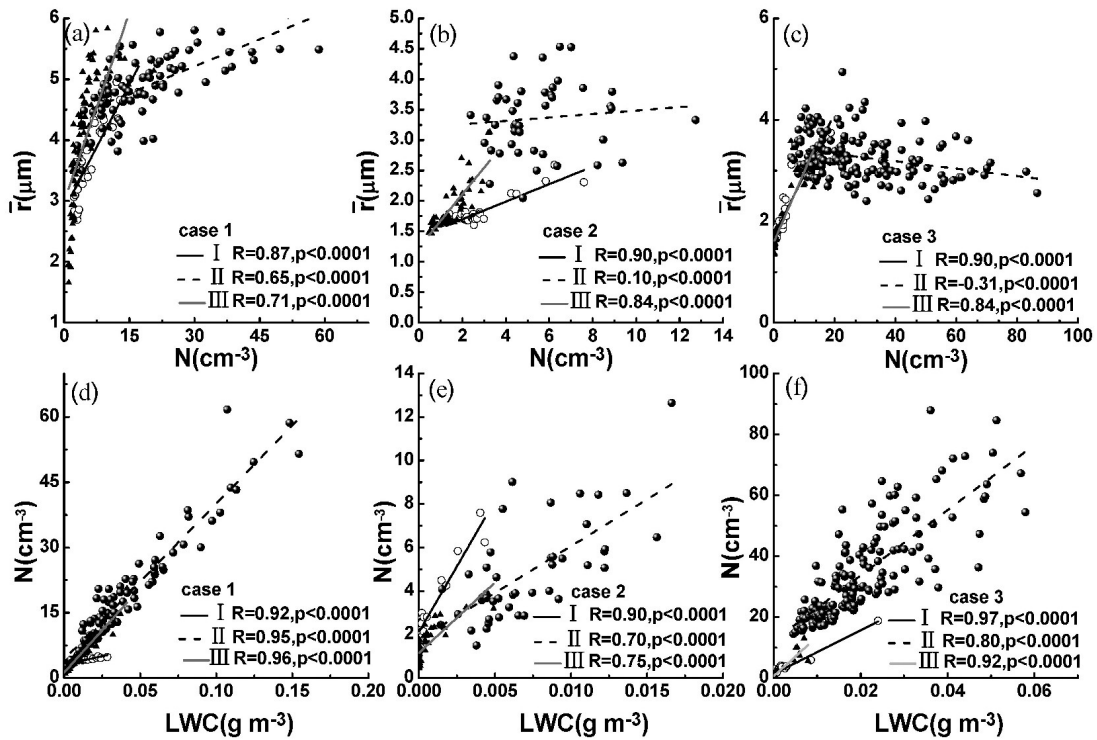 (a)
6
5
4
3
2
1
r̄(μm)
case 1
I R=0.87,p<0.0001
II R=0.65,p<0.0001
III R=0.71,p<0.0001
0 15 30 45 60
N(cm-3)
(b)
5.0
4.5
4.0
3.5
3.0
2.5
2.0
1.5
1.0
0.5
0.0
r̄(μm)
case 2
I R=0.90,p<0.0001
II R=0.10,p<0.0001
III R=0.84,p<0.0001
0 2 4 6 8 10 12 14
N(cm-3)
(c)
6
4
2
0
r̄(μm)
case 3
I R=0.90,p<0.0001
II R=-0.31,p<0.0001
III R=0.84,p<0.0001
0 20 40 60 80 100
N(cm-3)
(d)
60
45
30
15
0
N(cm-3)
case 1
I R=0.92,p<0.0001
II R=0.95,p<0.0001
III R=0.96,p<0.0001
0.00 0.05 0.10 0.15 0.20
LWC(g m-3)
(e)
14
12
10
8
6
4
2
0
N(cm-3)
case 2
I R=0.90,p<0.0001
II R=0.70,p<0.0001
III R=0.75,p<0.0001
0.000 0.005 0.010 0.015 0.020
LWC(g m-3)
(f)
100
80
60
40
20
0
N(cm-3)
case 3
I R=0.97,p<0.0001
II R=0.80,p<0.0001
III R=0.92,p<0.0001
0.00 0.02 0.04 0.06
LWC(g m-3)